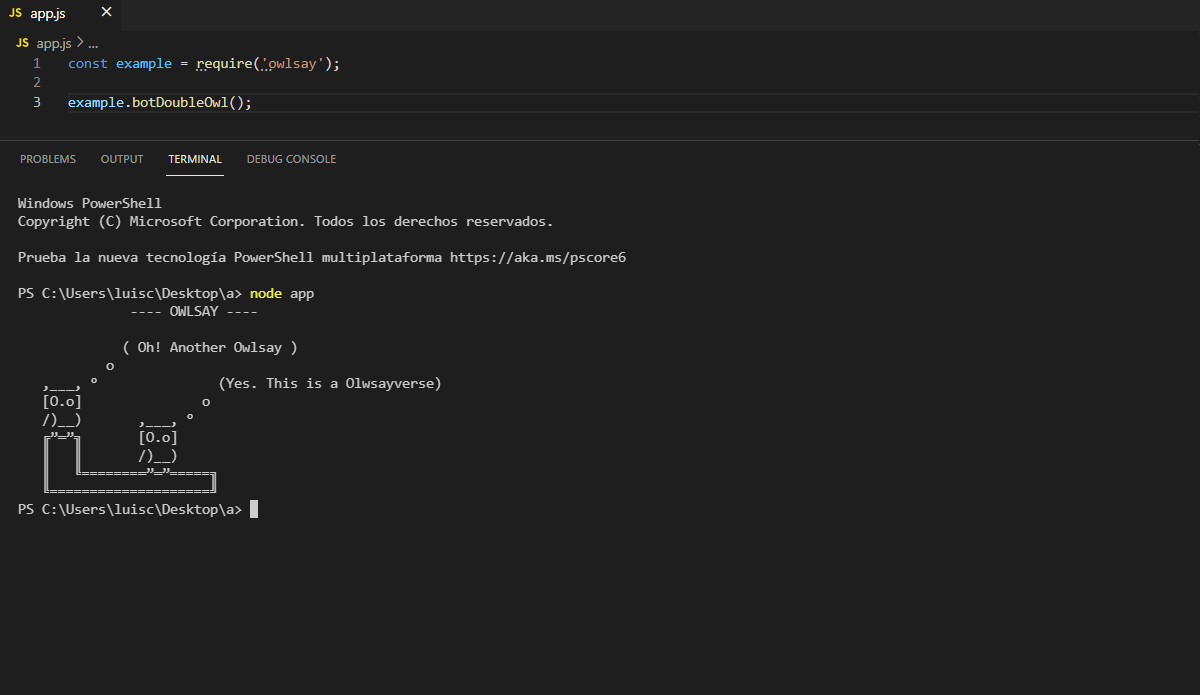 JS app.js ×
JS app.js > ...
1 const example = require('owlsay');
2
3 example.botDoubleOwl();
PROBLEMS OUTPUT TERMINAL DEBUG CONSOLE
Windows PowerShell
Copyright (C) Microsoft Corporation. Todos los derechos reservados.
Prueba la nueva tecnología PowerShell multiplataforma https://aka.ms/pscore6
PS C:\Users\luisc\Desktop\a> node app
---- OWLSAY ----
( Oh! Another Owlsay )
o
,___, º (Yes. This is a Olwsayverse)
[O.o] o
/)__) ,___, º
╔”=”╗ [O.o]
║ ║ /)__)
║ ╚========”=”=====╗
╚====================╝
PS C:\Users\luisc\Desktop\a>